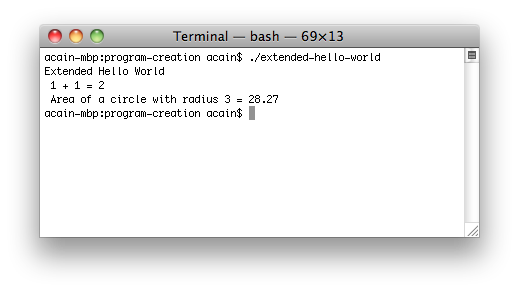 Terminal — bash — 69×13
acain-mbp:program-creation acain$ ./extended-hello-world
Extended Hello World
 1 + 1 = 2
 Area of a circle with radius 3 = 28.27
acain-mbp:program-creation acain$